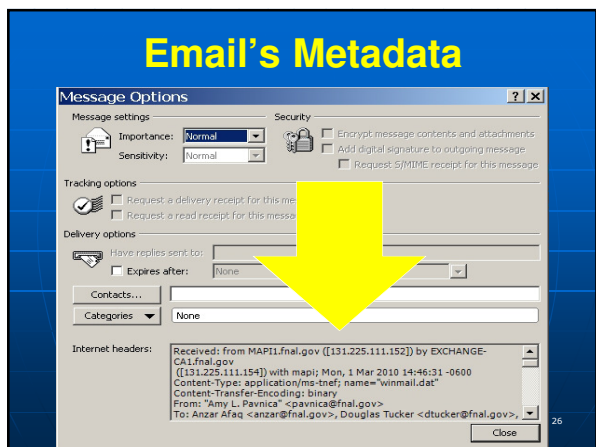 Email's Metadata
Message Options
Message settings
Security
Importance: Normal
Sensitivity: Normal
Encrypt message contents and attachments
Add digital signature to outgoing message
Request S/MIME receipt for this message
Tracking options
Request a delivery receipt for this
Request a read receipt for this
Delivery options
Have replies sent to:
Expires after: None
Contacts...
Categories None
Internet headers:
Received: from MAPI1.fnal.gov ([131.225.111.152]) by EXCHANGE-
CA1.fnal.gov
([131.225.111.154]) with mapi; Mon, 1 Mar 2010 14:46:31 -0600
Content-Type: application/ms-tnef; name="winmail.dat"
Content-Transfer-Encoding: binary
From: "Amy L. Pavnica" <pavnica@fnal.gov>
To: Anzar Afaq <anzar@fnal.gov>, Douglas Tucker <dtucker@fnal.gov>,
Close
26